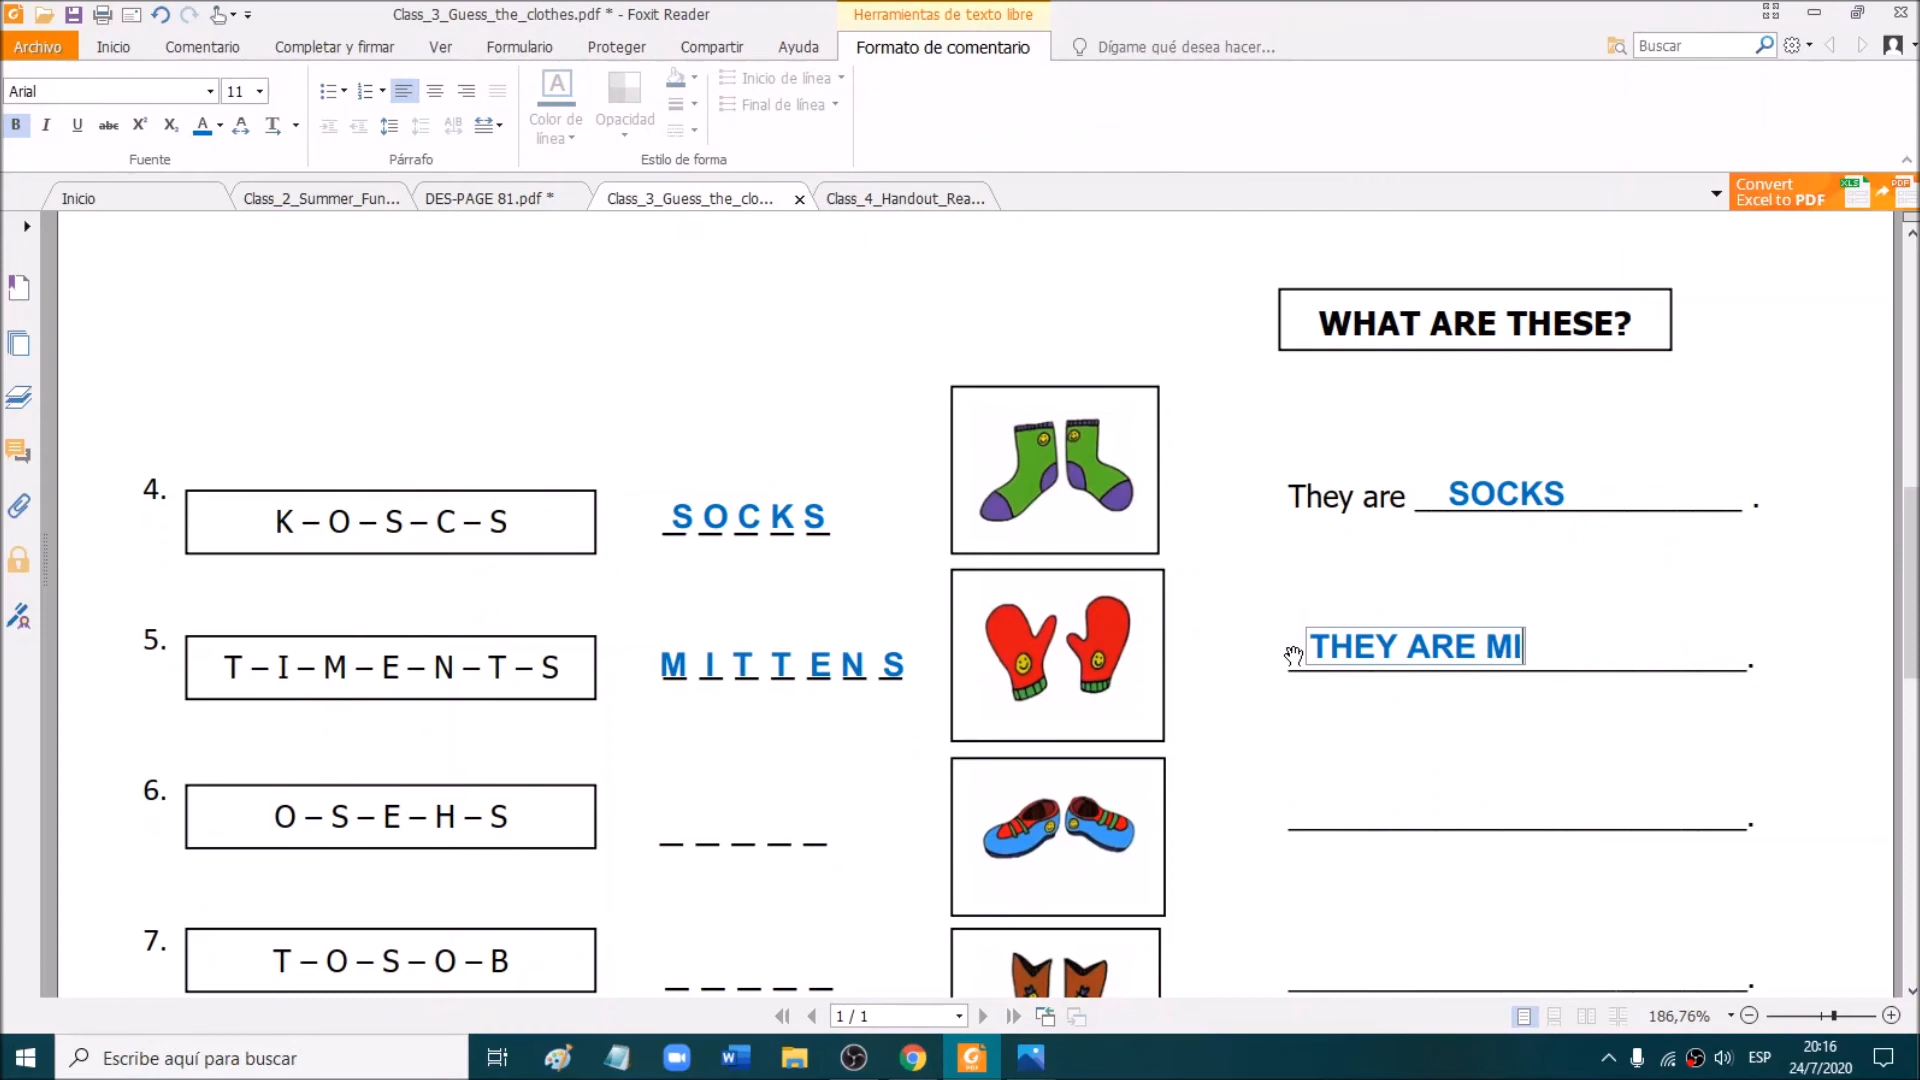 Class_3_Guess_the_clothes.pdf * - Foxit Reader
Herramientas de texto libre
Archivo Inicio Comentario Completar y firmar Ver Formulario Proteger Compartir Ayuda Formato de comentario Dígame qué desea hacer... Buscar
Arial 11
Color de línea
Opacidad
Inicio de línea
Final de línea
Fuente Párrafo Estilo de forma
Inicio Class_2_Summer_Fun... DES-PAGE 81.pdf * Class_3_Guess_the_clo... Class_4_Handout_Rea...
Convert
Excel to PDF
WHAT ARE THESE?
4. K – O – S – C – S S O C K S They are SOCKS .
5. T – I – M – E – N – T – S M I T T E N S THEY ARE MI .
6. O – S – E – H – S _ _ _ _ _ .
7. T – O – S – O – B _ _ _ _ _ .
1 / 1 186,76%
Escribe aquí para buscar ESP 20:16
24/7/2020